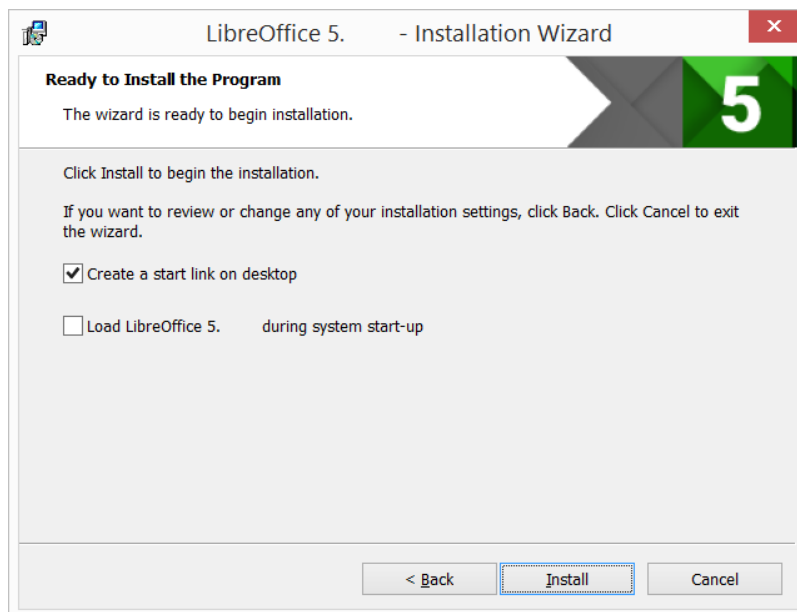 LibreOffice 5. - Installation Wizard
Ready to Install the Program
The wizard is ready to begin installation.
5
Click Install to begin the installation.
If you want to review or change any of your installation settings, click Back. Click Cancel to exit
the wizard.
Create a start link on desktop
Load LibreOffice 5. during system start-up
< Back
Install
Cancel